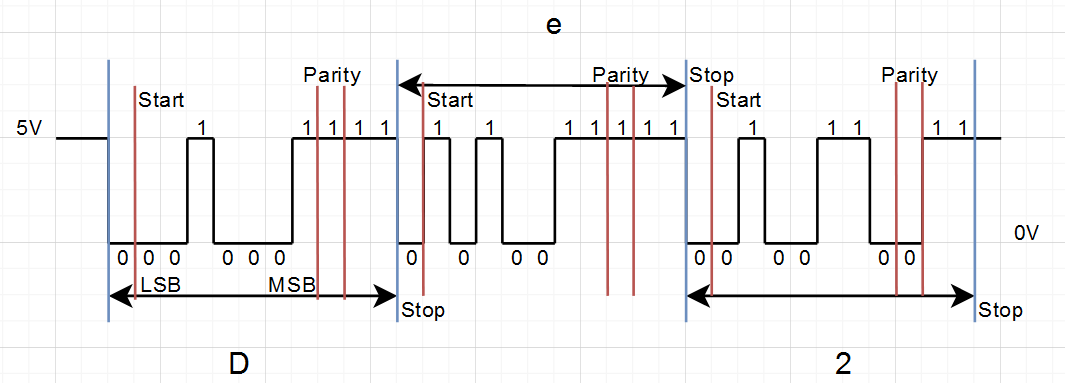 e
Parity Parity Stop Parity
Start Start Start
5V 1 1 1 1 1 1 1 1 1 1 1 1 1 1 1 1 1
0V
0 0 0 0 0 0 0 0 0 0 0 0 0 0 0 0
LSB MSB
Stop Stop
D 2